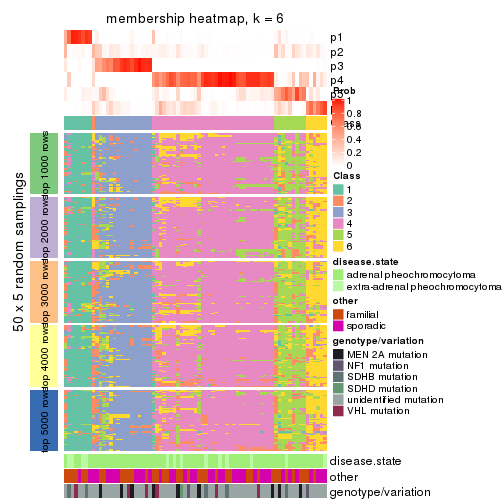 membership heatmap, k = 6
p1
p2
p3
p4
p5
Prob
1
0.8
0.6
0.4
0.2
0
Class
1
2
3
4
5
6
disease.state
adrenal pheochromocytoma
extra-adrenal pheochromocytoma
other
familial
sporadic
genotype/variation
MEN 2A mutation
NF1 mutation
SDHB mutation
SDHD mutation
unidentified mutation
VHL mutation
50 x 5 random samplings
top 1000 rows
top 2000 rows
top 3000 rows
top 4000 rows
top 5000 rows
disease.state
other
genotype/variation